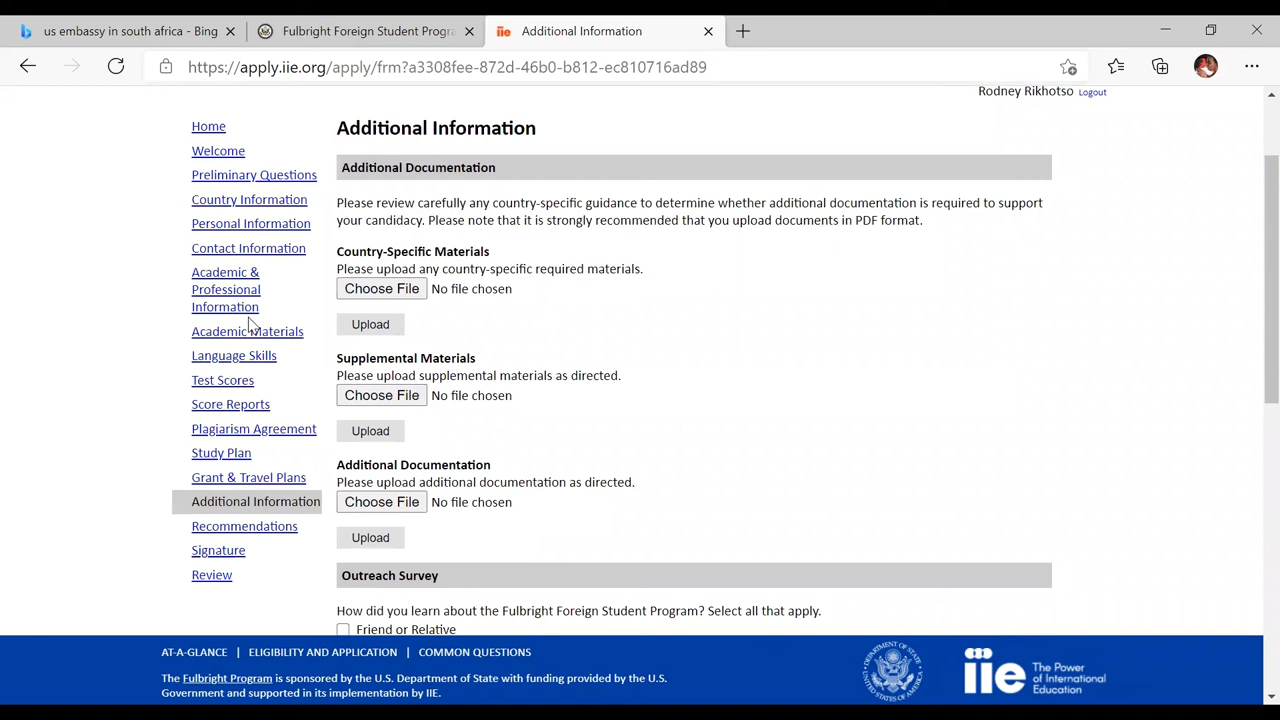 us embassy in south africa - Bing
Fulbright Foreign Student Progra
iie Additional Information
https://apply.iie.org/apply/frm?a3308fee-872d-46b0-b812-ec810716ad89
Rodney Rikhotso Logout
Home
Welcome
Preliminary Questions
Country Information
Personal Information
Contact Information
Academic &
Professional
Information
Academic Materials
Language Skills
Test Scores
Score Reports
Plagiarism Agreement
Study Plan
Grant & Travel Plans
Additional Information
Recommendations
Signature
Review
Additional Information
Additional Documentation
Please review carefully any country-specific guidance to determine whether additional documentation is required to support
your candidacy. Please note that it is strongly recommended that you upload documents in PDF format.
Country-Specific Materials
Please upload any country-specific required materials.
Choose File No file chosen
Upload
Supplemental Materials
Please upload supplemental materials as directed.
Choose File No file chosen
Upload
Additional Documentation
Please upload additional documentation as directed.
Choose File No file chosen
Upload
Outreach Survey
How did you learn about the Fulbright Foreign Student Program? Select all that apply.
Friend or Relative
AT-A-GLANCE | ELIGIBILITY AND APPLICATION | COMMON QUESTIONS
The Fulbright Program is sponsored by the U.S. Department of State with funding provided by the U.S.
Government and supported in its implementation by IIE.
DEPARTMENT OF STATE
iie The Power
of International
Education